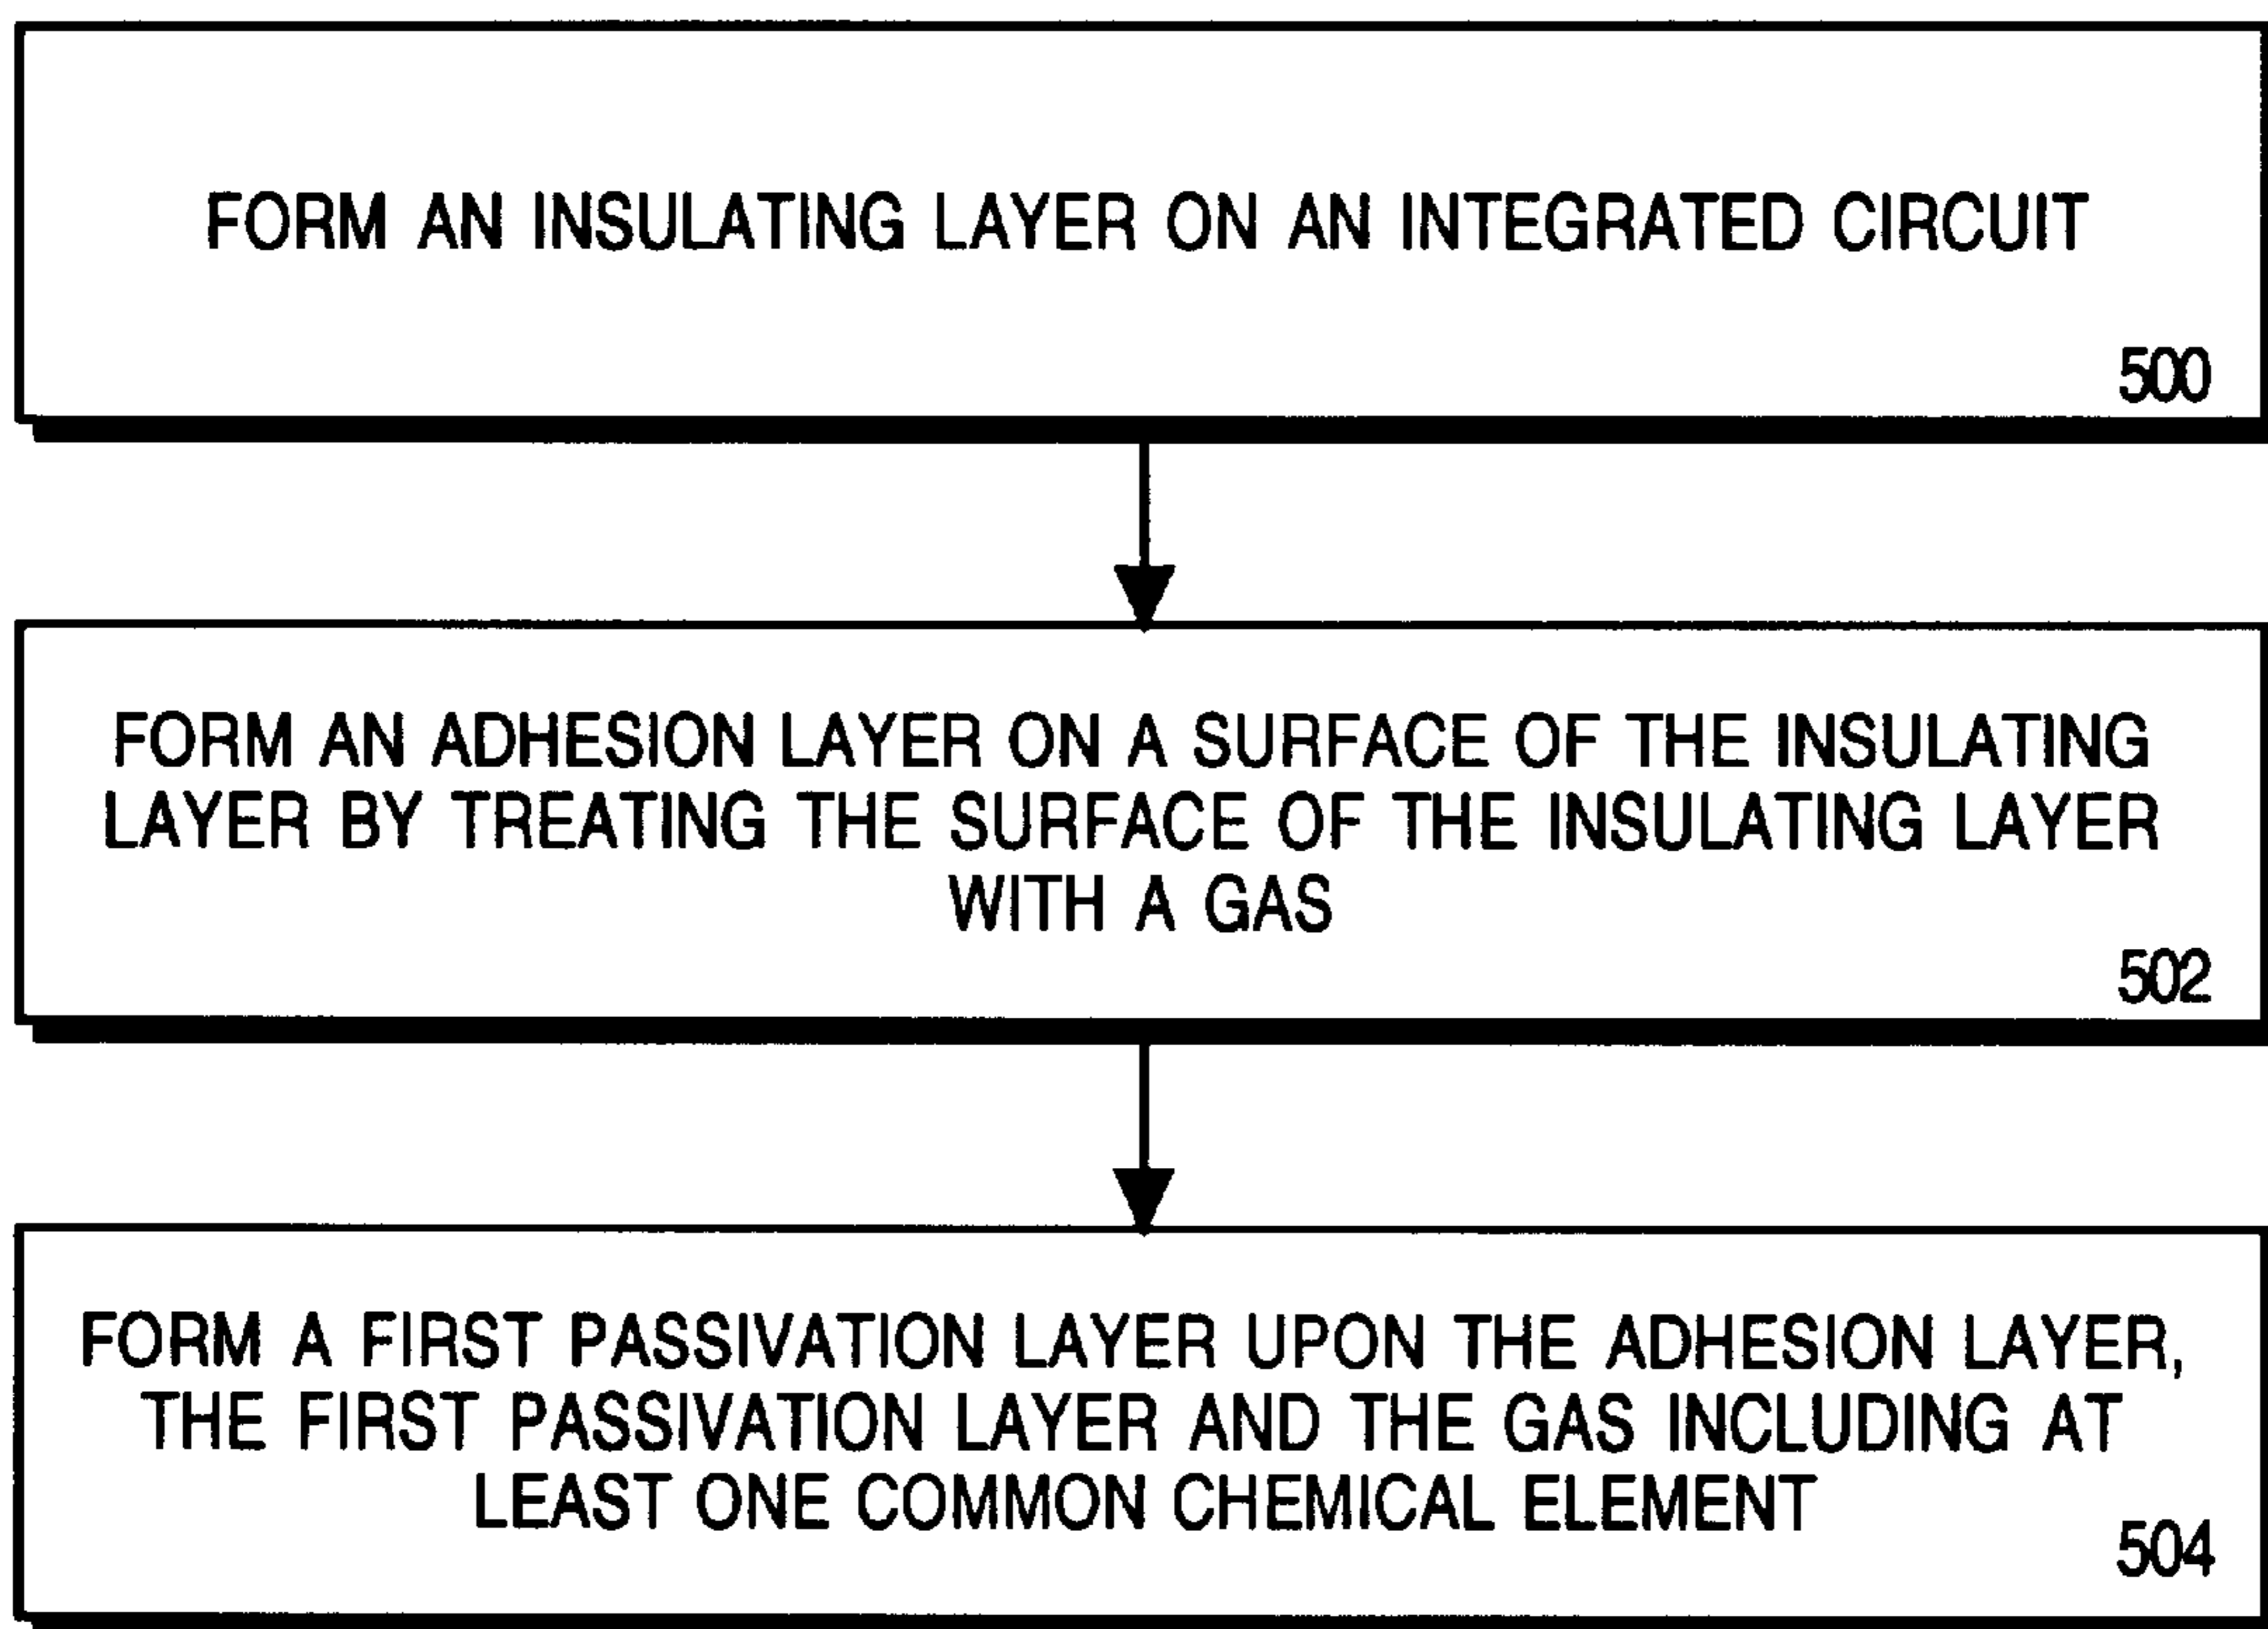 FORM AN INSULATING LAYER ON AN INTEGRATED CIRCUIT
500
FORM AN ADHESION LAYER ON A SURFACE OF THE INSULATING
LAYER BY TREATING THE SURFACE OF THE INSULATING LAYER
WITH A GAS
502
FORM A FIRST PASSIVATION LAYER UPON THE ADHESION LAYER,
THE FIRST PASSIVATION LAYER AND THE GAS INCLUDING AT
LEAST ONE COMMON CHEMICAL ELEMENT
504